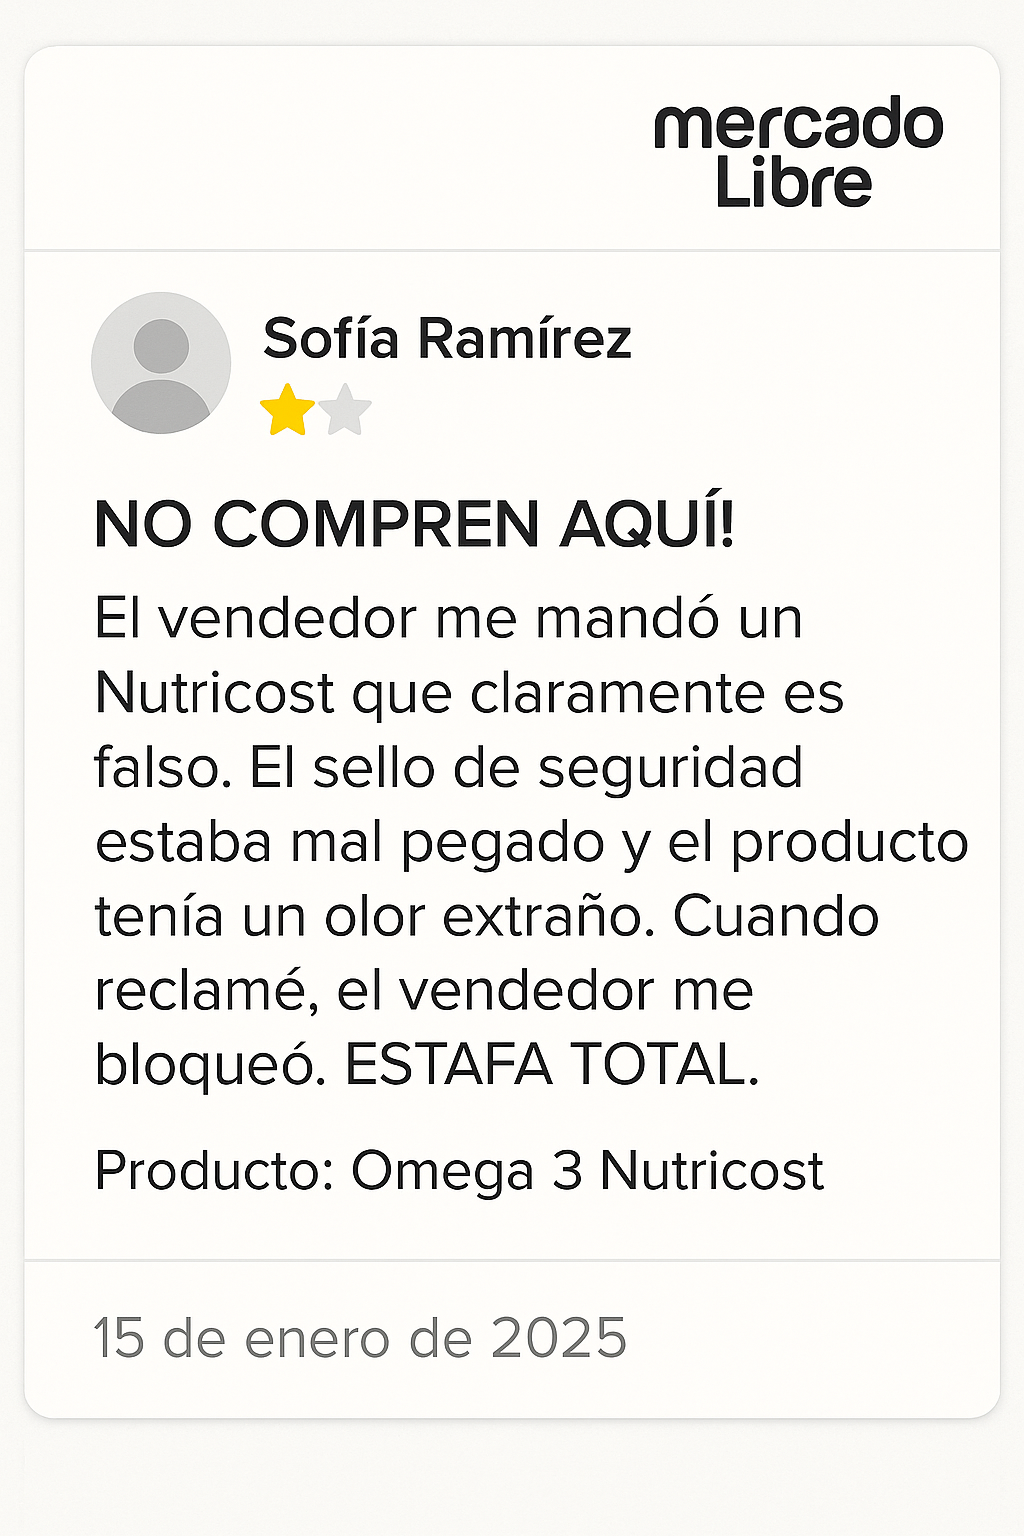 mercado
Libre
Sofía Ramírez
NO COMPREN AQUÍ!
El vendedor me mandó un
Nutricost que claramente es
falso. El sello de seguridad
estaba mal pegado y el producto
tenía un olor extraño. Cuando
reclamé, el vendedor me
bloqueó. ESTAFA TOTAL.
Producto: Omega 3 Nutricost
15 de enero de 2025